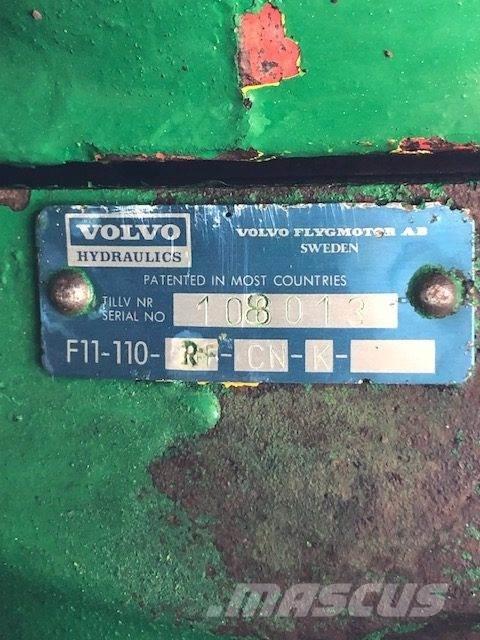 VOLVO
HYDRAULICS
VOLVO FLYGMOTOR AB
SWEDEN
PATENTED IN MOST COUNTRIES
TILLV NR
SERIAL NO 108013
F11-110-RF-CN-K-
MASCUS